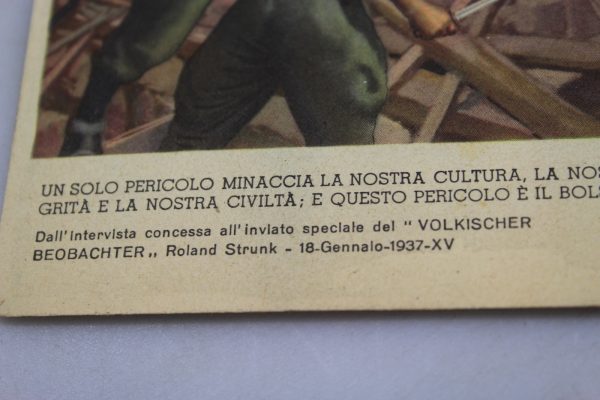 UN SOLO PERICOLO MINACCIA LA NOSTRA CULTURA, LA NOS
GRITÀ E LA NOSTRA CIVILTÀ; E QUESTO PERICOLO È IL BOLS
Dall'intervista concessa all'inviato speciale del " VOLKISCHER
BEOBACHTER „ Roland Strunk - 18-Gennaio-1937-XV